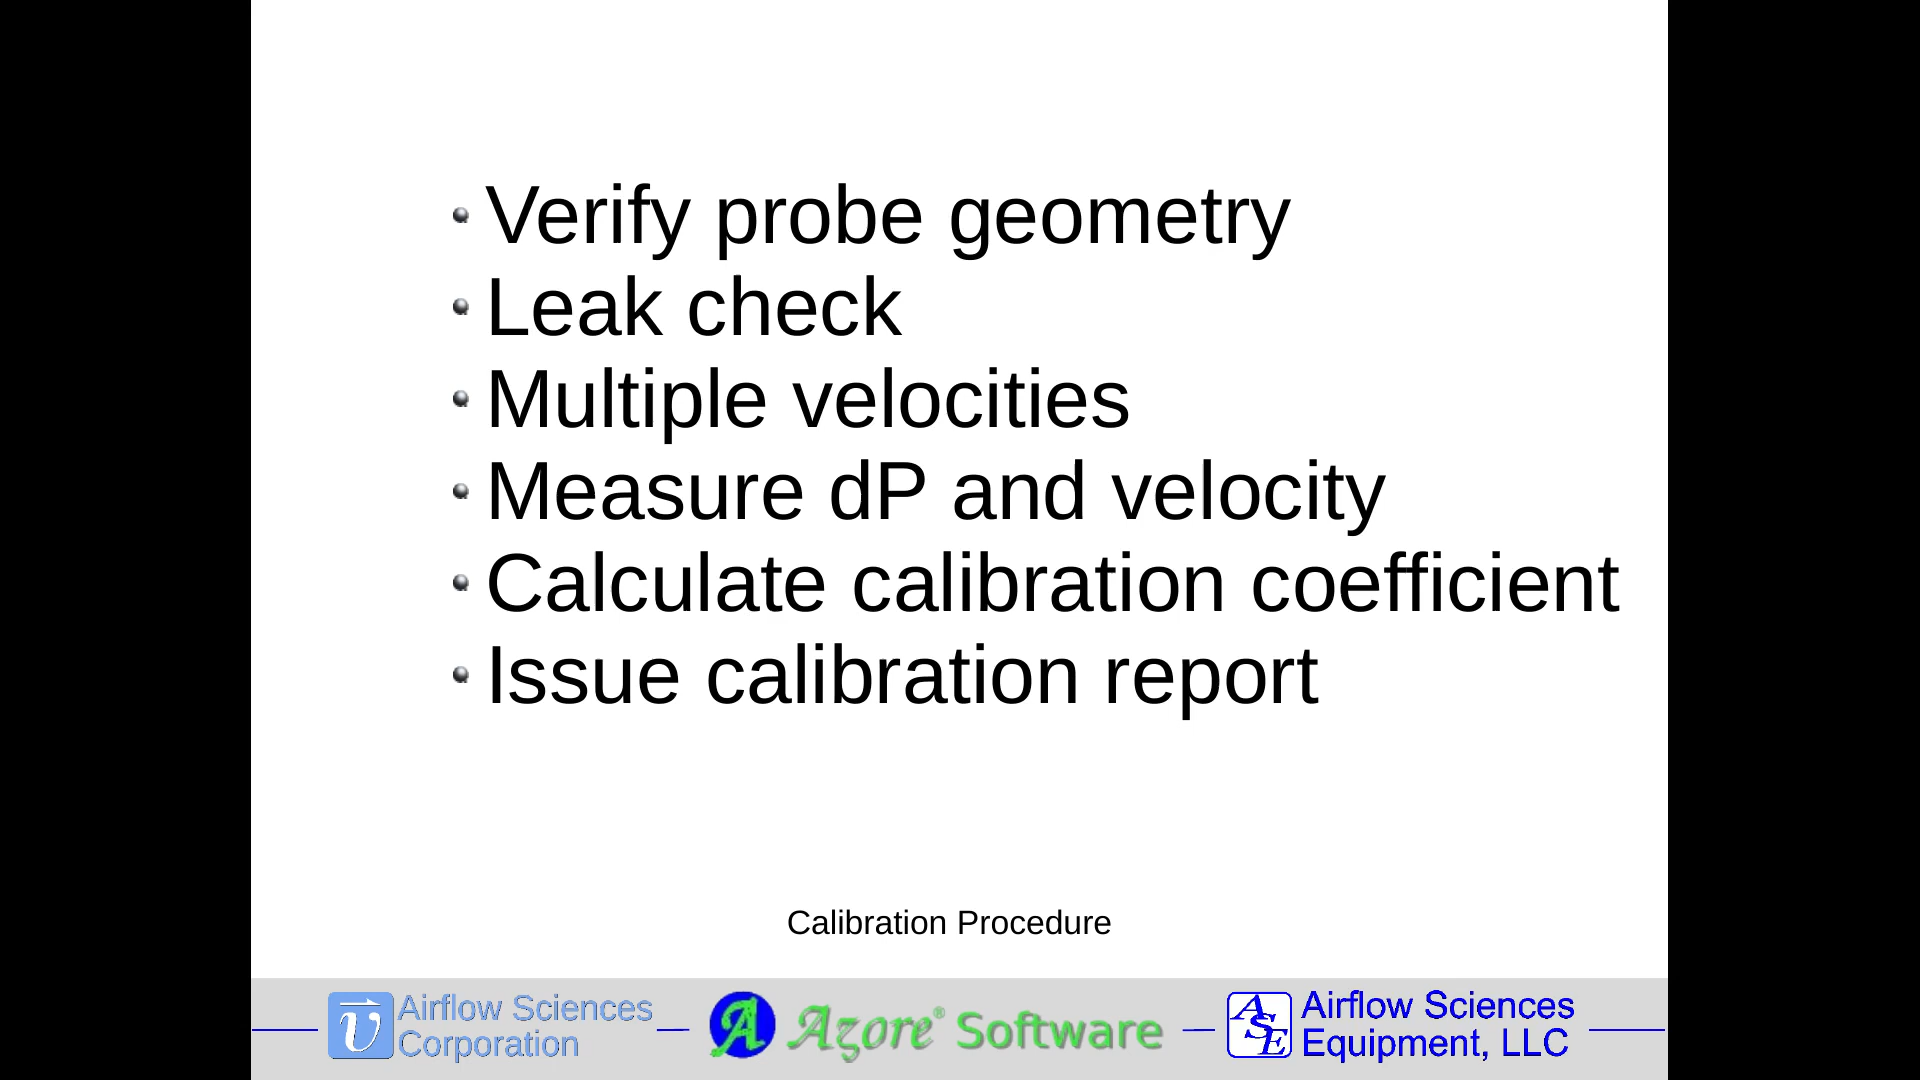 Verify probe geometry
Leak check
Multiple velocities
Measure dP and velocity
Calculate calibration coefficient
Issue calibration report
Calibration Procedure
υ Airflow Sciences
Corporation
A Azore® Software
ASE Airflow Sciences
Equipment, LLC